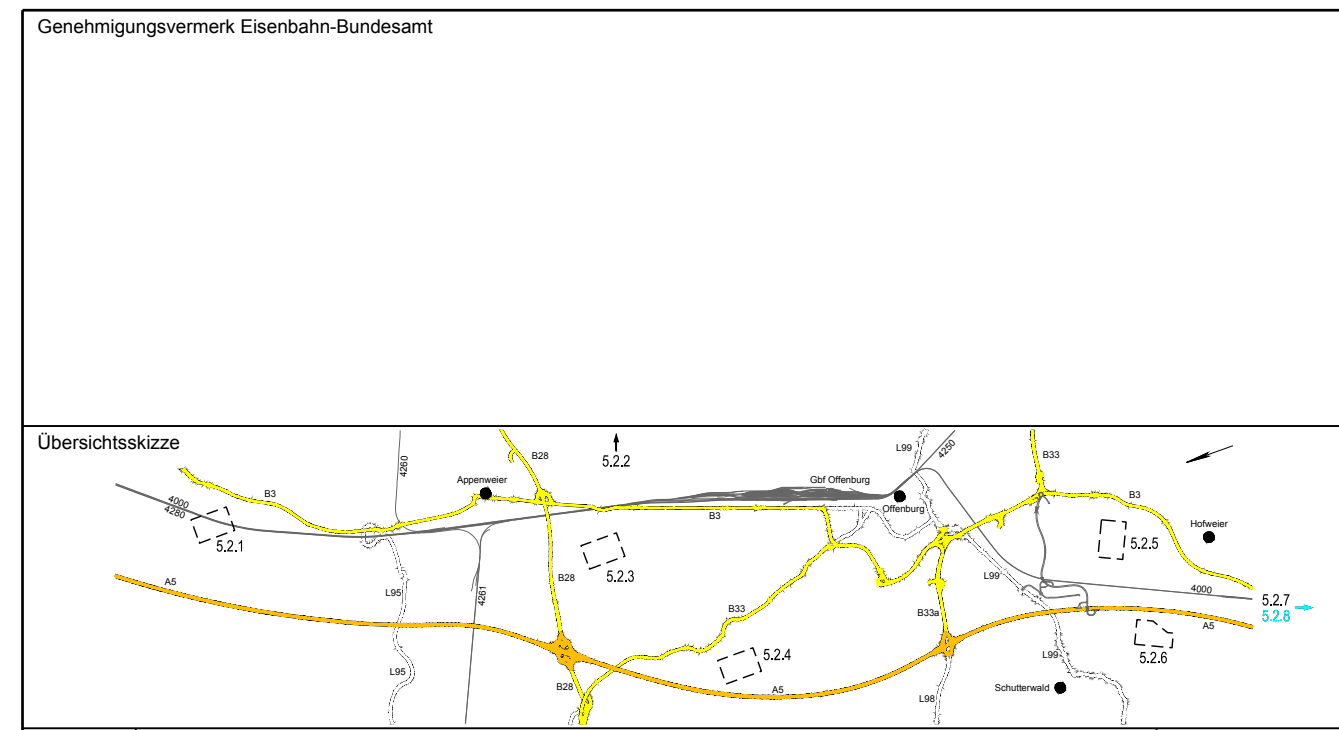 Genehmigungsvermerk Eisenbahn-Bundesamt
Übersichtsskizze
B28
5.2.2
L99
4250
B33
4260
Appenweier
Gbf Offenburg
B3
4000
4280
B3
Offenburg
B3
Hofweier
5.2.1
5.2.3
5.2.5
A5
L95
4261
B28
B33
L99
B33a
4000
5.2.7
5.2.8
A5
5.2.6
5.2.4
L99
L95
B28
A5
Schutterwald
L98